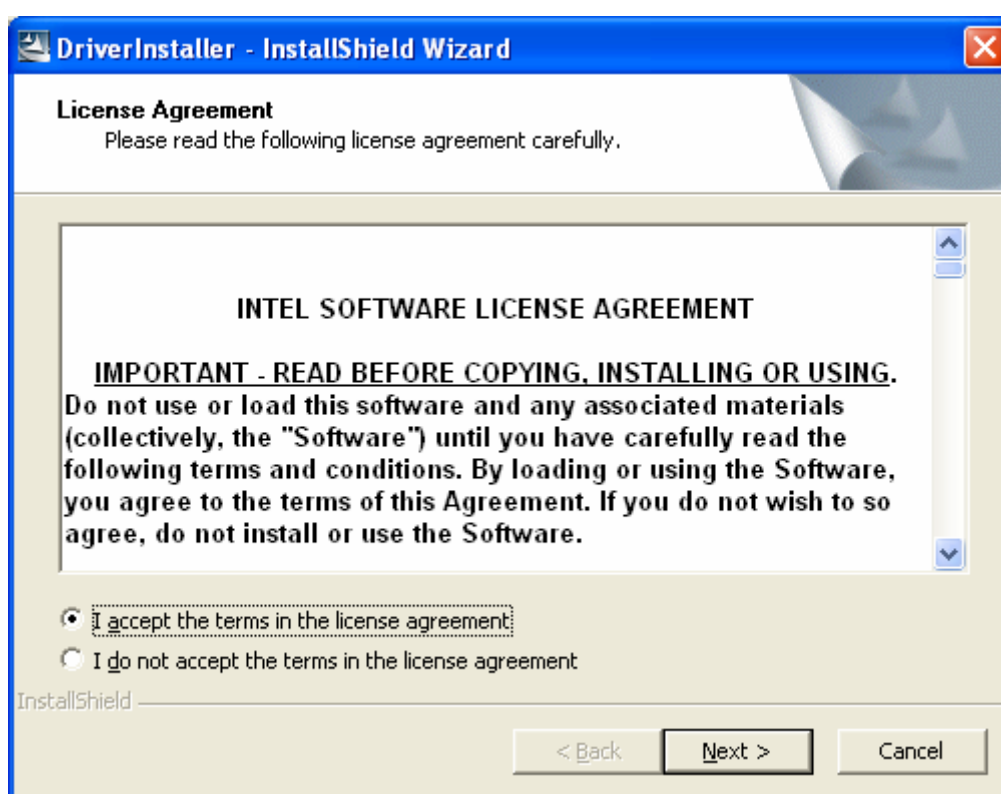 DriverInstaller - InstallShield Wizard
License Agreement
Please read the following license agreement carefully.
INTEL SOFTWARE LICENSE AGREEMENT
IMPORTANT - READ BEFORE COPYING, INSTALLING OR USING.
Do not use or load this software and any associated materials
(collectively, the "Software") until you have carefully read the
following terms and conditions. By loading or using the Software,
you agree to the terms of this Agreement. If you do not wish to so
agree, do not install or use the Software.
I accept the terms in the license agreement
I do not accept the terms in the license agreement
InstallShield
< Back Next > Cancel